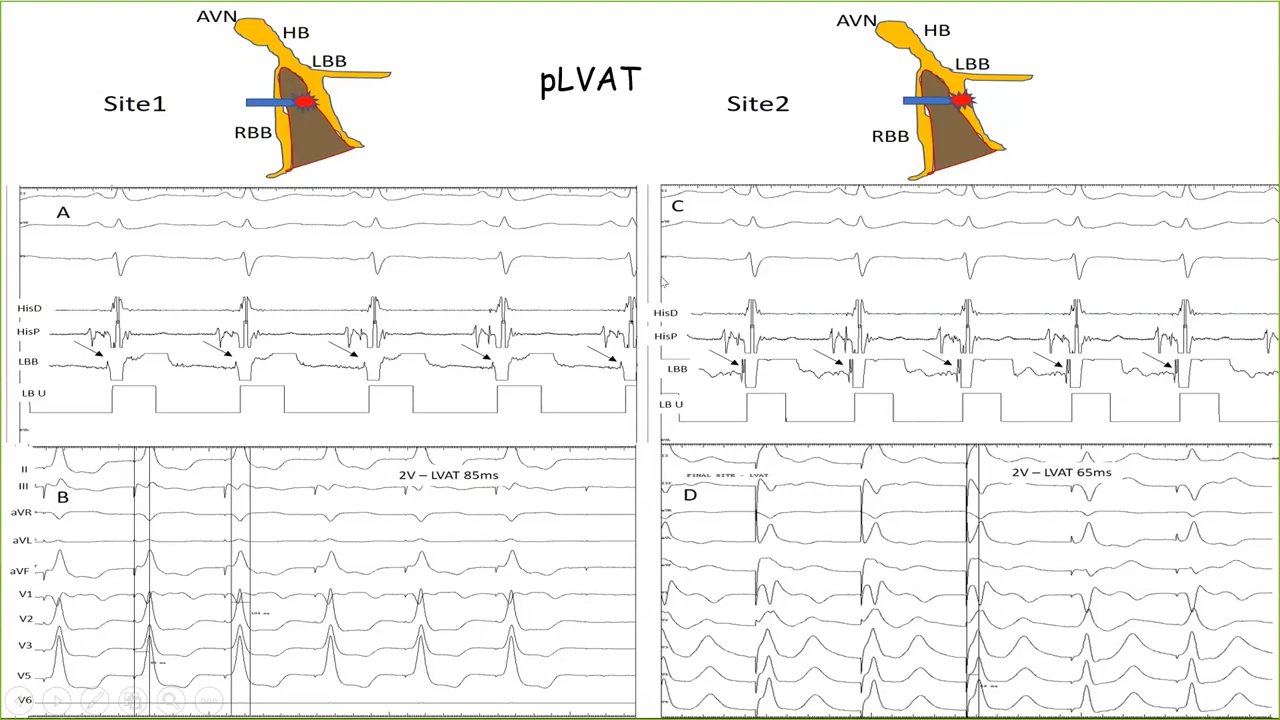 AVN
HB
LBB
Site1
RBB
pLVAT
AVN
HB
LBB
Site2
RBB
A
HisD
HisP
LBB
LB U
C
HisD
HisP
LBB
LB U
II
III
aVR
aVL
aVF
V1
V2
V3
V5
V6
B
2V – LVAT 85ms
FINAL SITE - LVAT
D
2V – LVAT 65ms